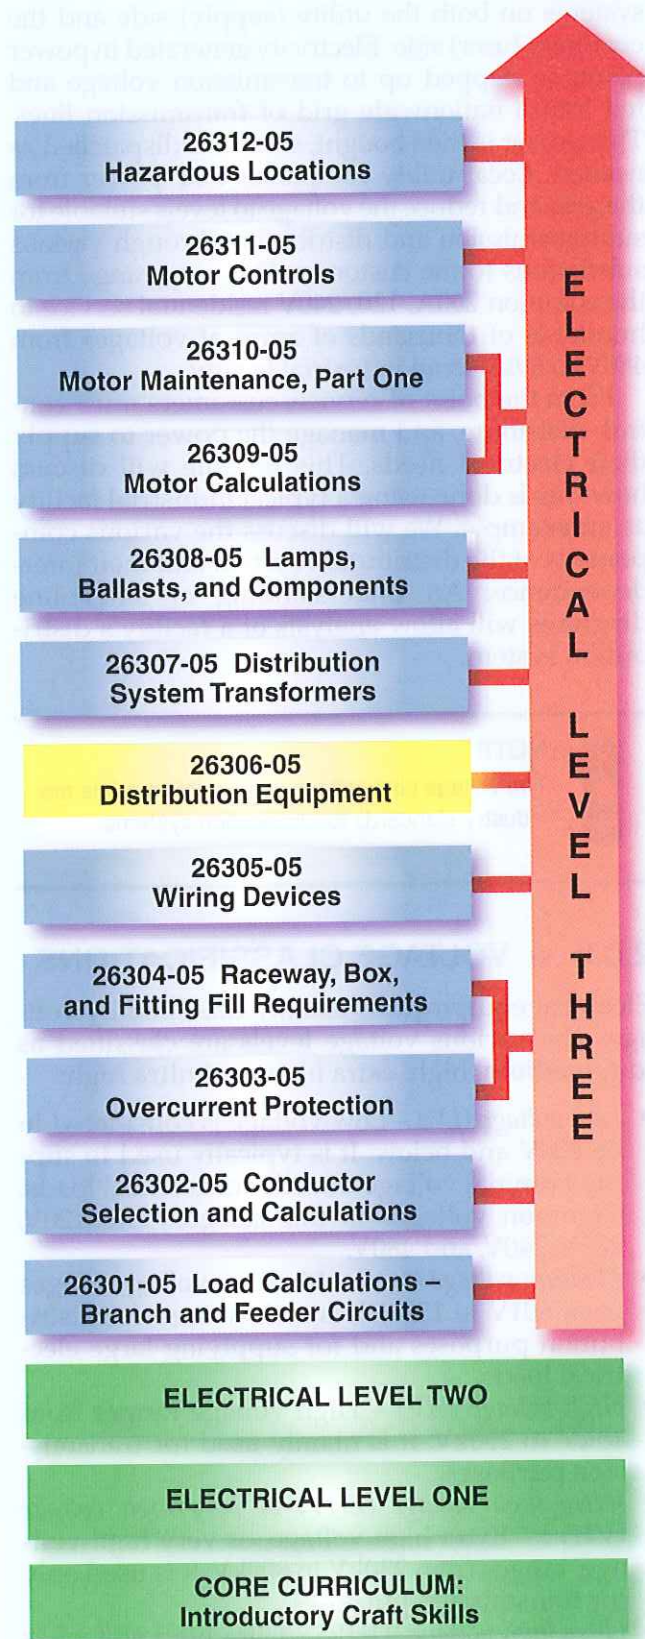 26312-05
Hazardous Locations
26311-05
Motor Controls
26310-05
Motor Maintenance, Part One
26309-05
Motor Calculations
26308-05 Lamps,
Ballasts, and Components
26307-05 Distribution
System Transformers
26306-05
Distribution Equipment
26305-05
Wiring Devices
26304-05 Raceway, Box,
and Fitting Fill Requirements
26303-05
Overcurrent Protection
26302-05 Conductor
Selection and Calculations
26301-05 Load Calculations –
Branch and Feeder Circuits
ELECTRICAL LEVEL THREE
ELECTRICAL LEVEL TWO
ELECTRICAL LEVEL ONE
CORE CURRICULUM:
Introductory Craft Skills